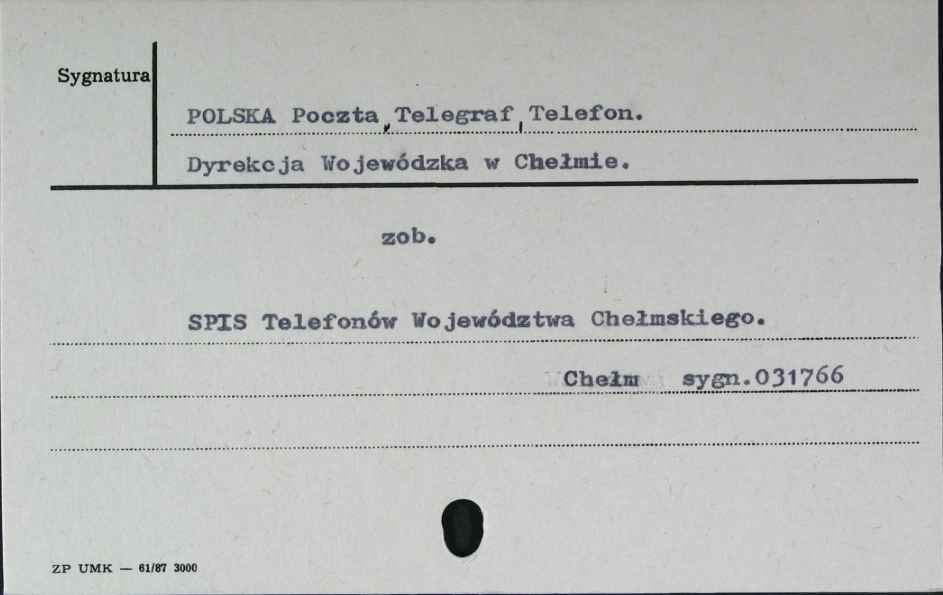 Sygnatura
POLSKA Poczta, Telegraf, Telefon.
Dyrekcja Wojewódzka w Chełmie.
zob.
SPIS Telefonów Województwa Chełmskiego.
Chełm sygn.031766
ZP UMK — 61/87 3000